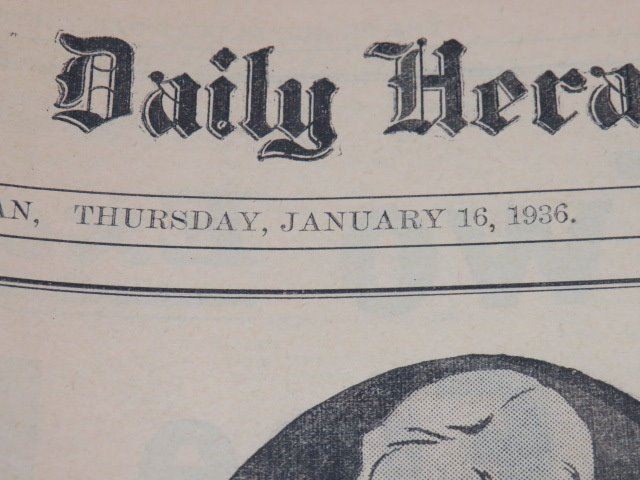 Daily Hera
AN, THURSDAY, JANUARY 16, 1936.